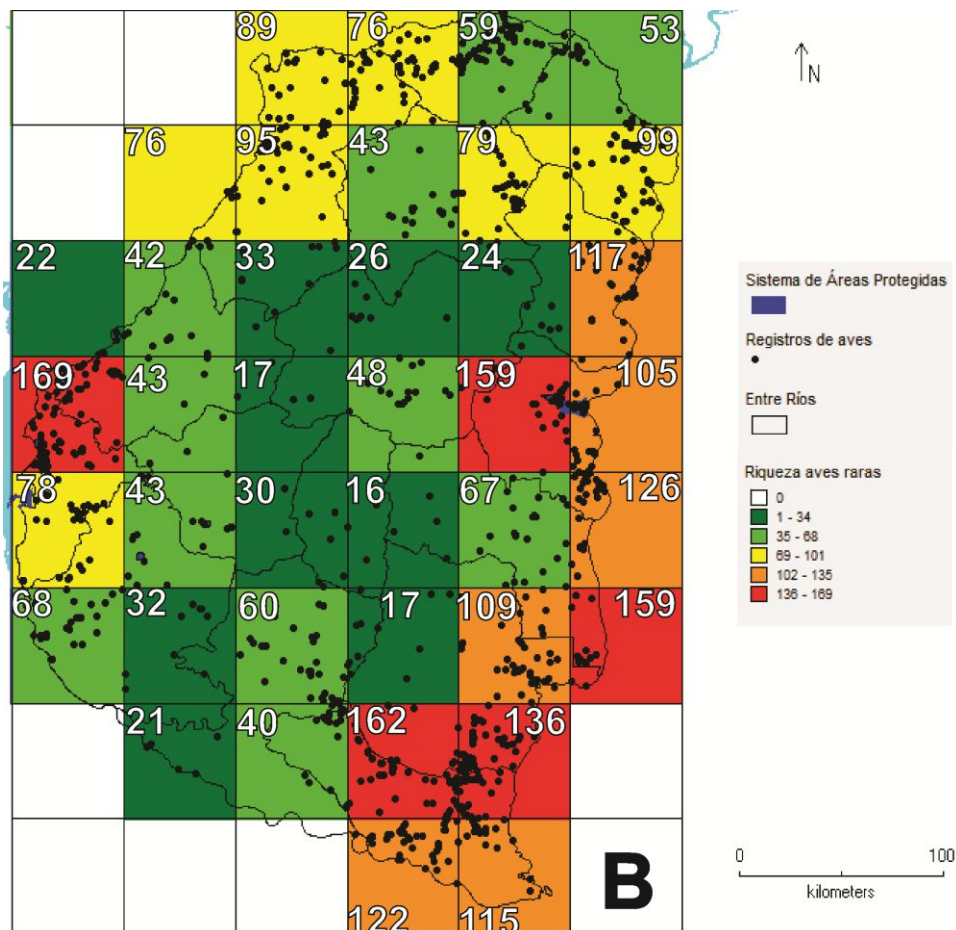 89 76 59 53
76 95 43 79 99
22 42 33 26 24 117
169 43 17 48 159 105
78 43 30 16 67 126
68 32 60 17 109 159
21 40 162 136
122 115
B
N
Sistema de Áreas Protegidas
Registros de aves
Entre Ríos
Riqueza aves raras
0
1 - 34
35 - 68
69 - 101
102 - 135
136 - 169
0 100
kilometers